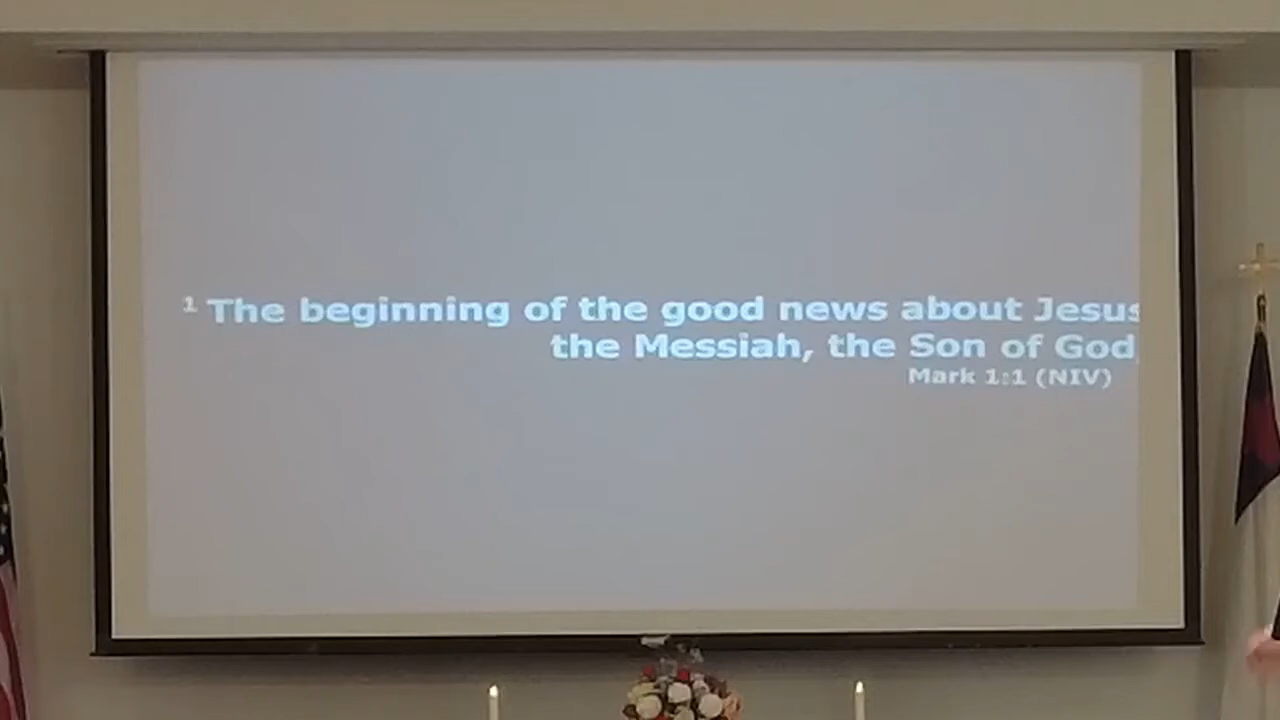 ¹ The beginning of the good news about Jesus
the Messiah, the Son of God
Mark 1:1 (NIV)